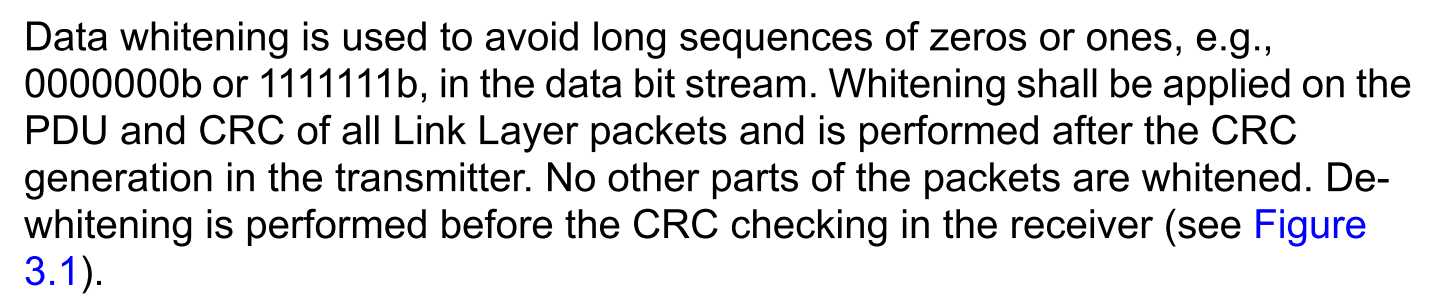 Data whitening is used to avoid long sequences of zeros or ones, e.g.,
0000000b or 1111111b, in the data bit stream. Whitening shall be applied on the
PDU and CRC of all Link Layer packets and is performed after the CRC
generation in the transmitter. No other parts of the packets are whitened. De-
whitening is performed before the CRC checking in the receiver (see Figure
3.1).